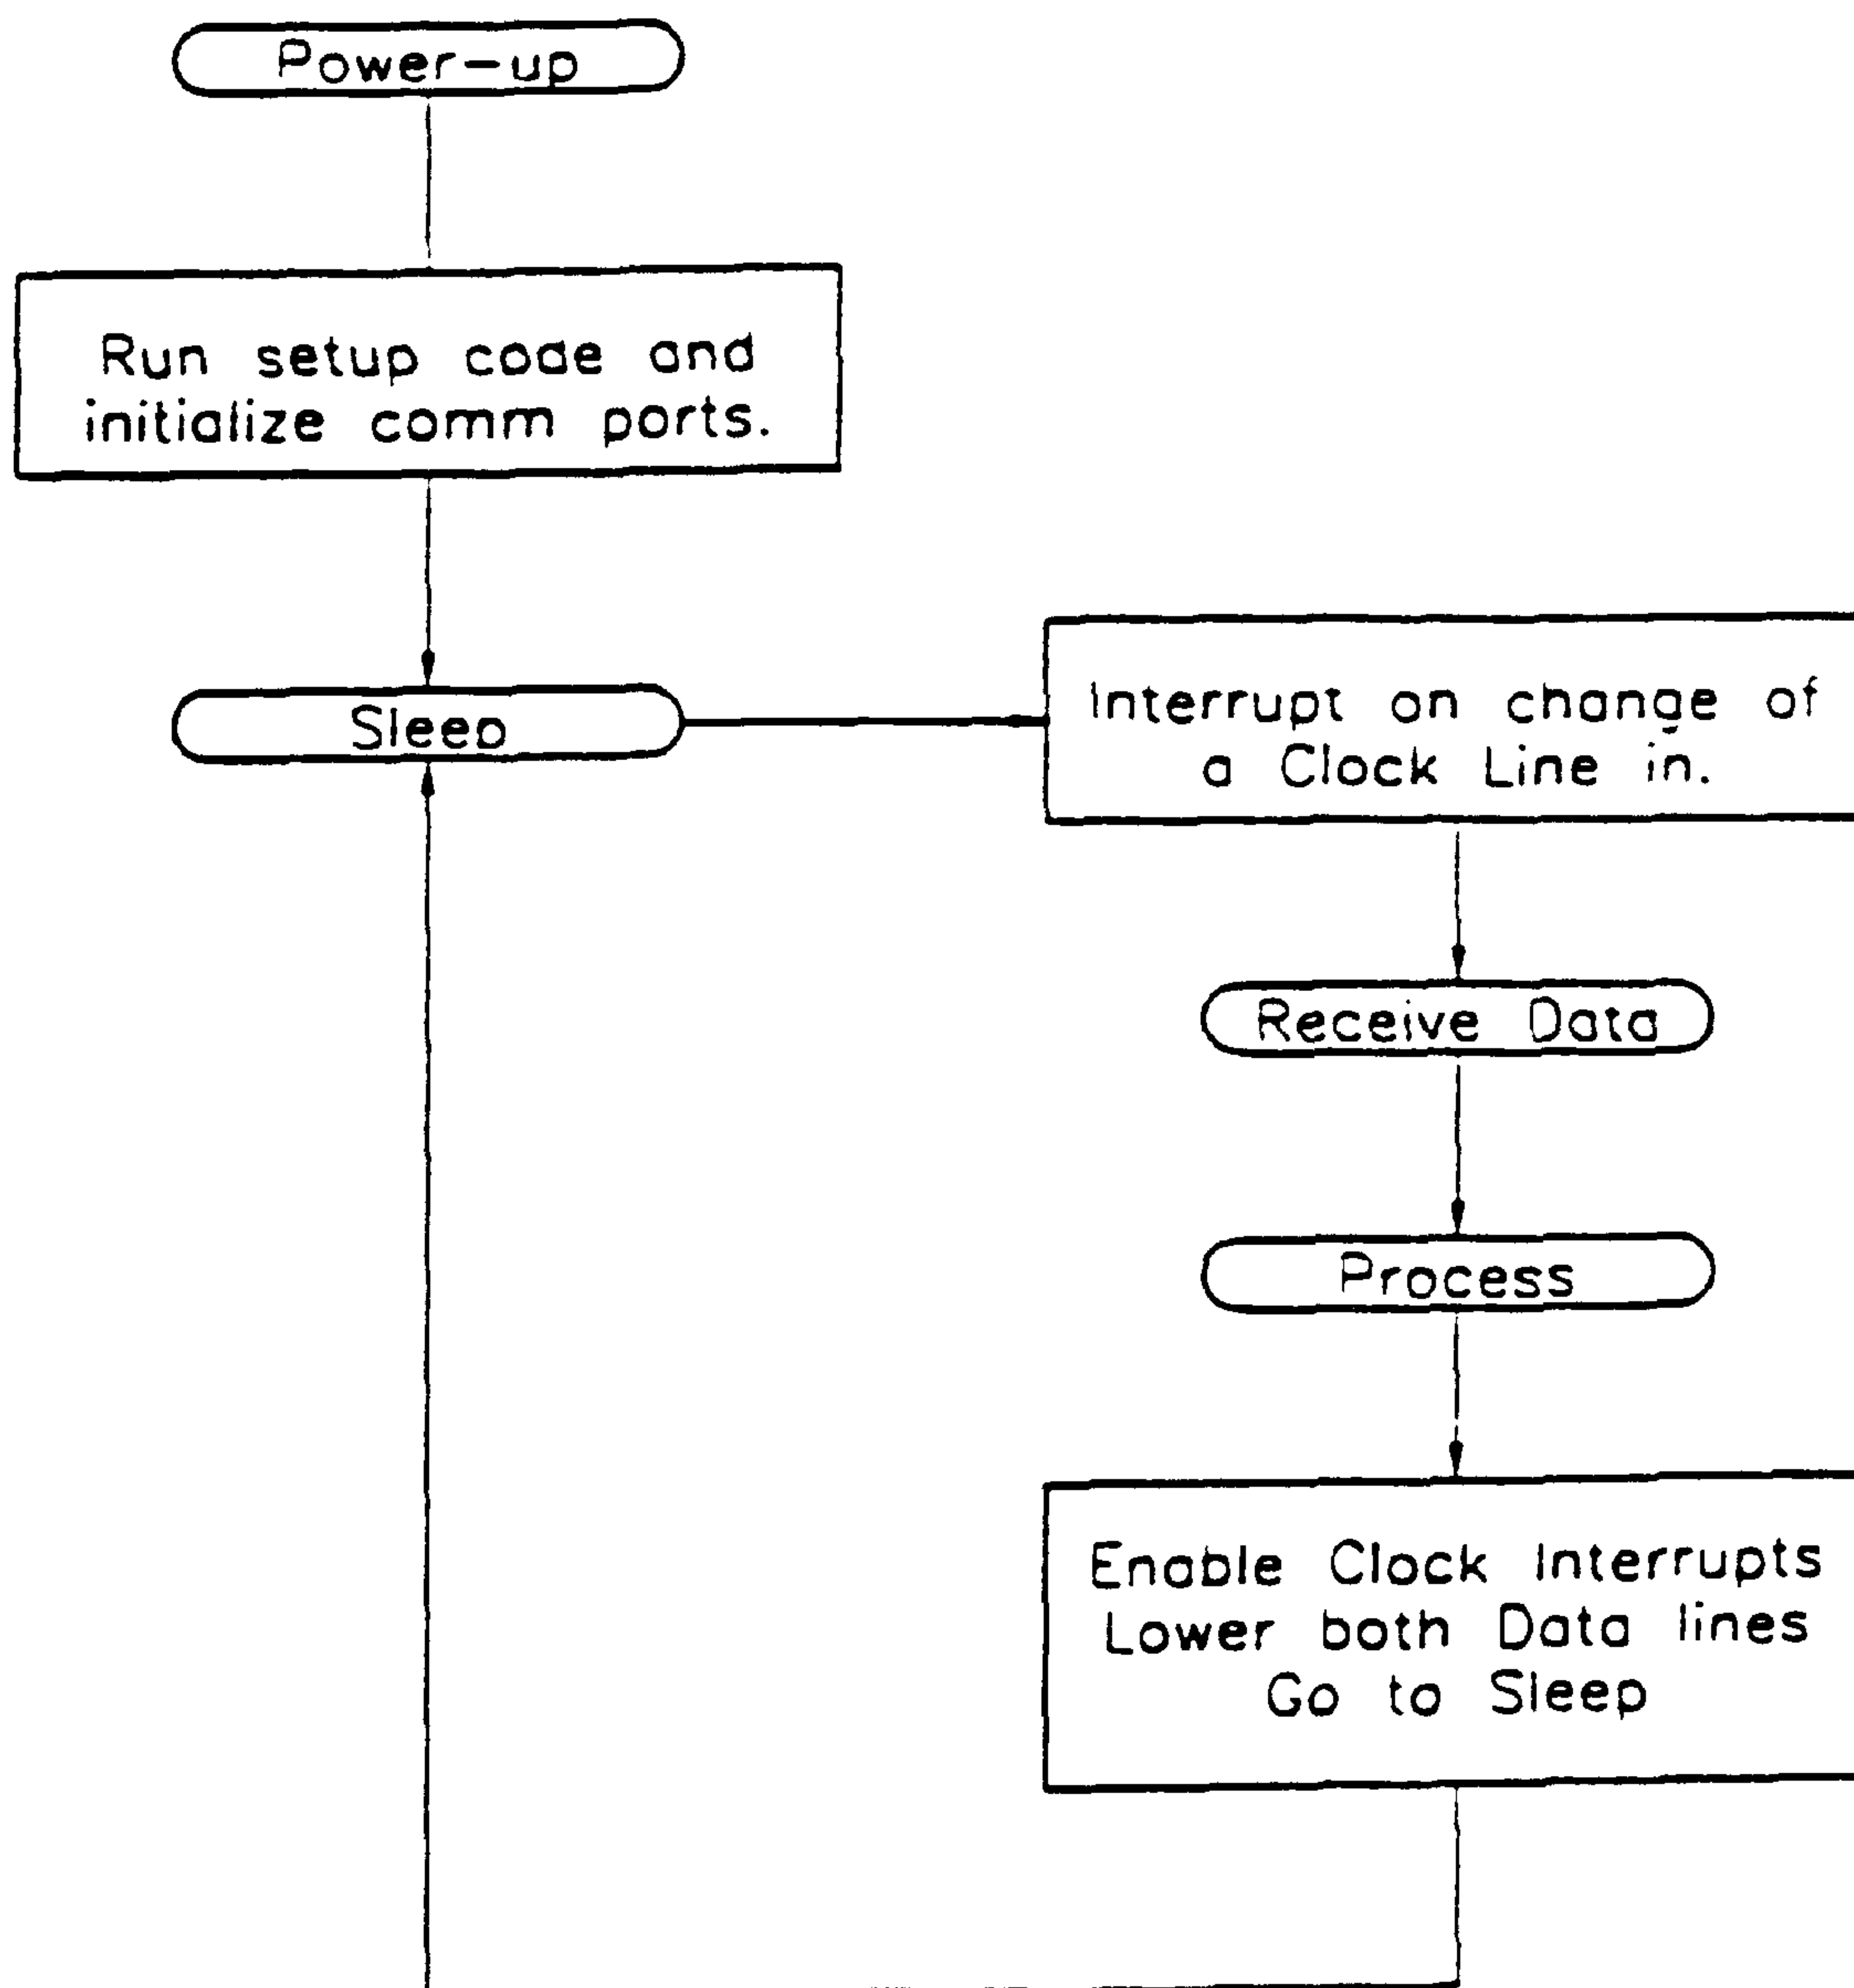 Power-up
Run setup code and
initialize comm ports.
Sleep
Interrupt on change of
a Clock Line in.
Receive Data
Process
Enable Clock Interrupts
Lower both Data lines
Go to Sleep